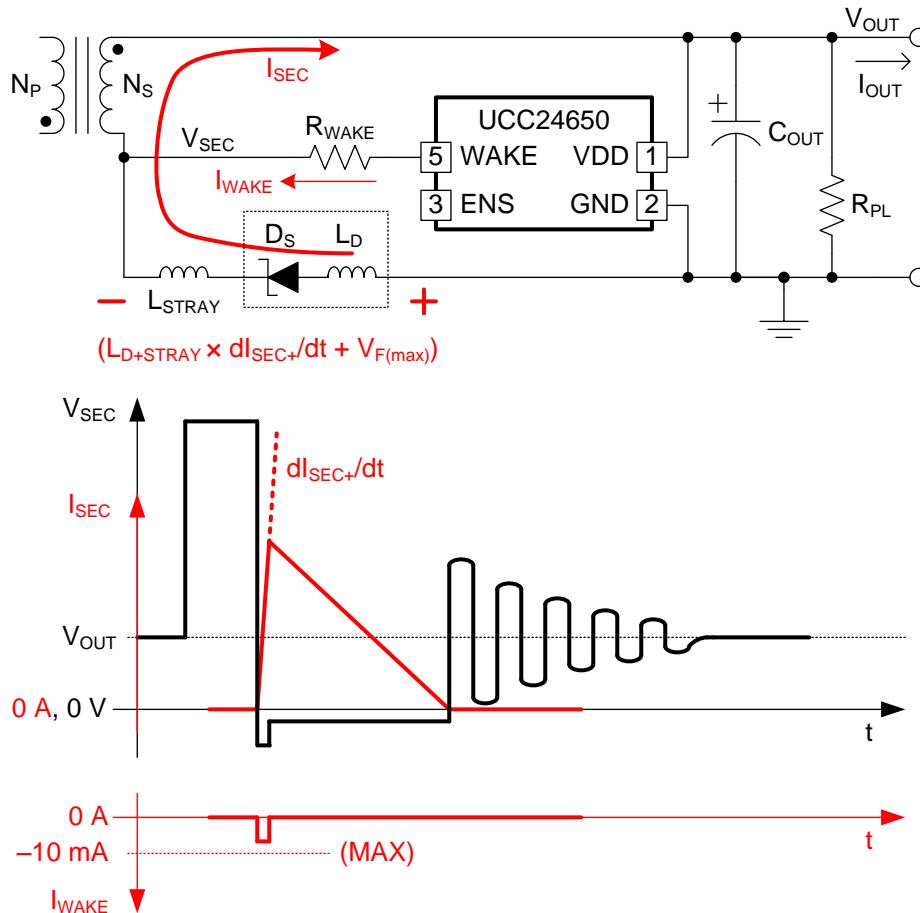 V_OUT
I_SEC
I_OUT
N_P
N_S
UCC24650
R_WAKE
V_SEC
C_OUT
+
5 WAKE VDD 1
I_WAKE
3 ENS GND 2
R_PL
D_S L_D
L_STRAY
– +
(L_D+STRAY × dI_SEC+/dt + V_F(max))
V_SEC
dI_SEC+/dt
I_SEC
V_OUT
0 A, 0 V
t
0 A
t
–10 mA
(MAX)
I_WAKE